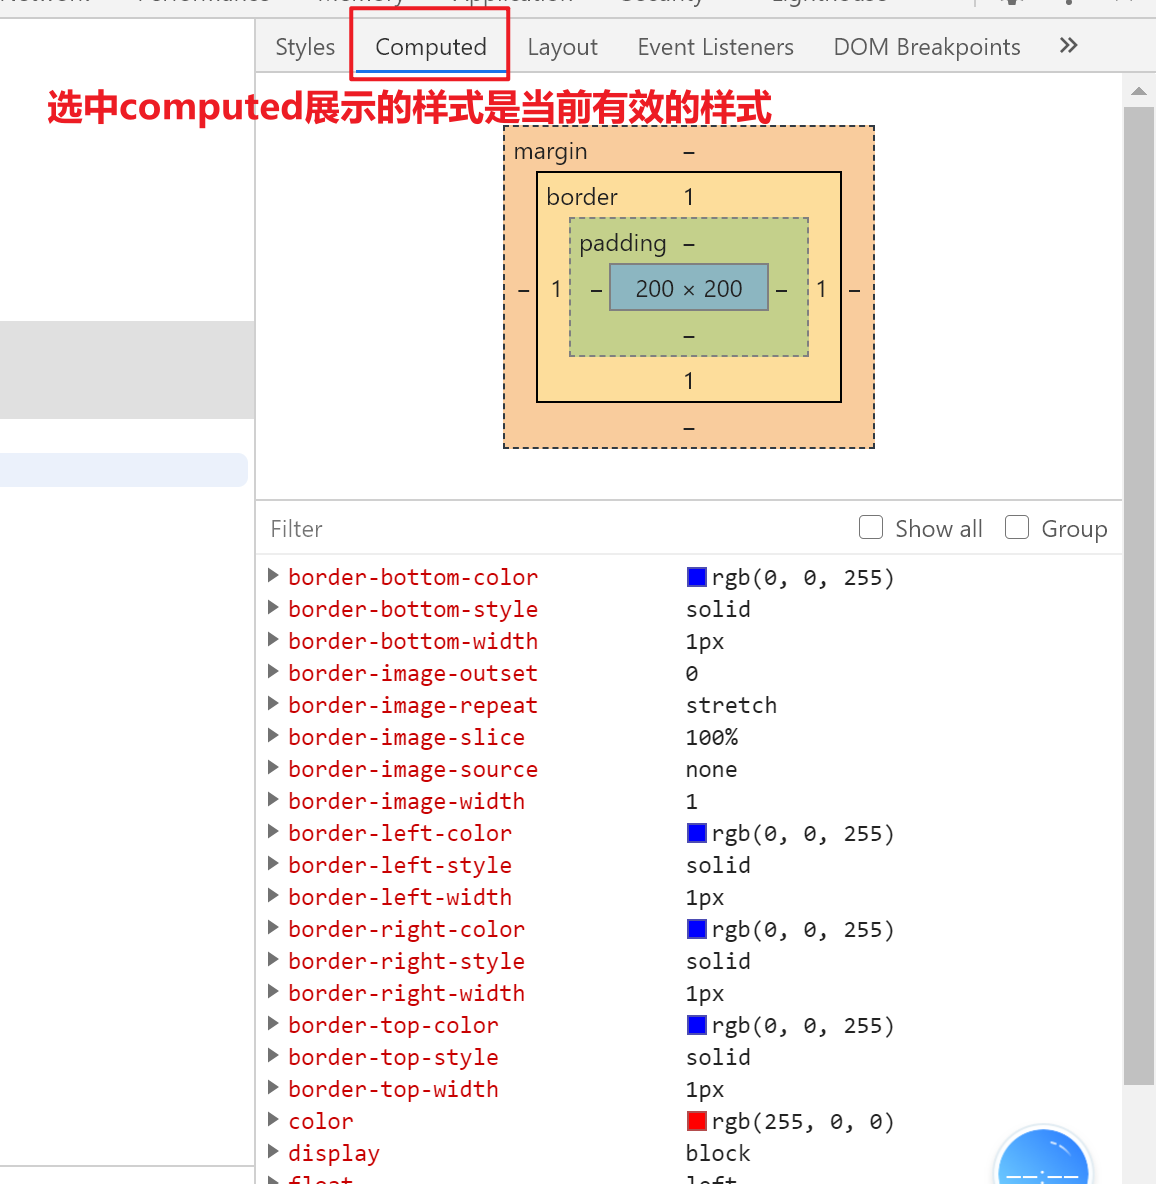 Network Performance Memory Application Security Lighthouse
Styles Computed Layout Event Listeners DOM Breakpoints »
选中computed展示的样式是当前有效的样式
margin –
border 1
padding –
– 1 – 200 × 200 – 1 –
–
1
–
Filter Show all Group
border-bottom-color rgb(0, 0, 255)
border-bottom-style solid
border-bottom-width 1px
border-image-outset 0
border-image-repeat stretch
border-image-slice 100%
border-image-source none
border-image-width 1
border-left-color rgb(0, 0, 255)
border-left-style solid
border-left-width 1px
border-right-color rgb(0, 0, 255)
border-right-style solid
border-right-width 1px
border-top-color rgb(0, 0, 255)
border-top-style solid
border-top-width 1px
color rgb(255, 0, 0)
display block
float left
--:--